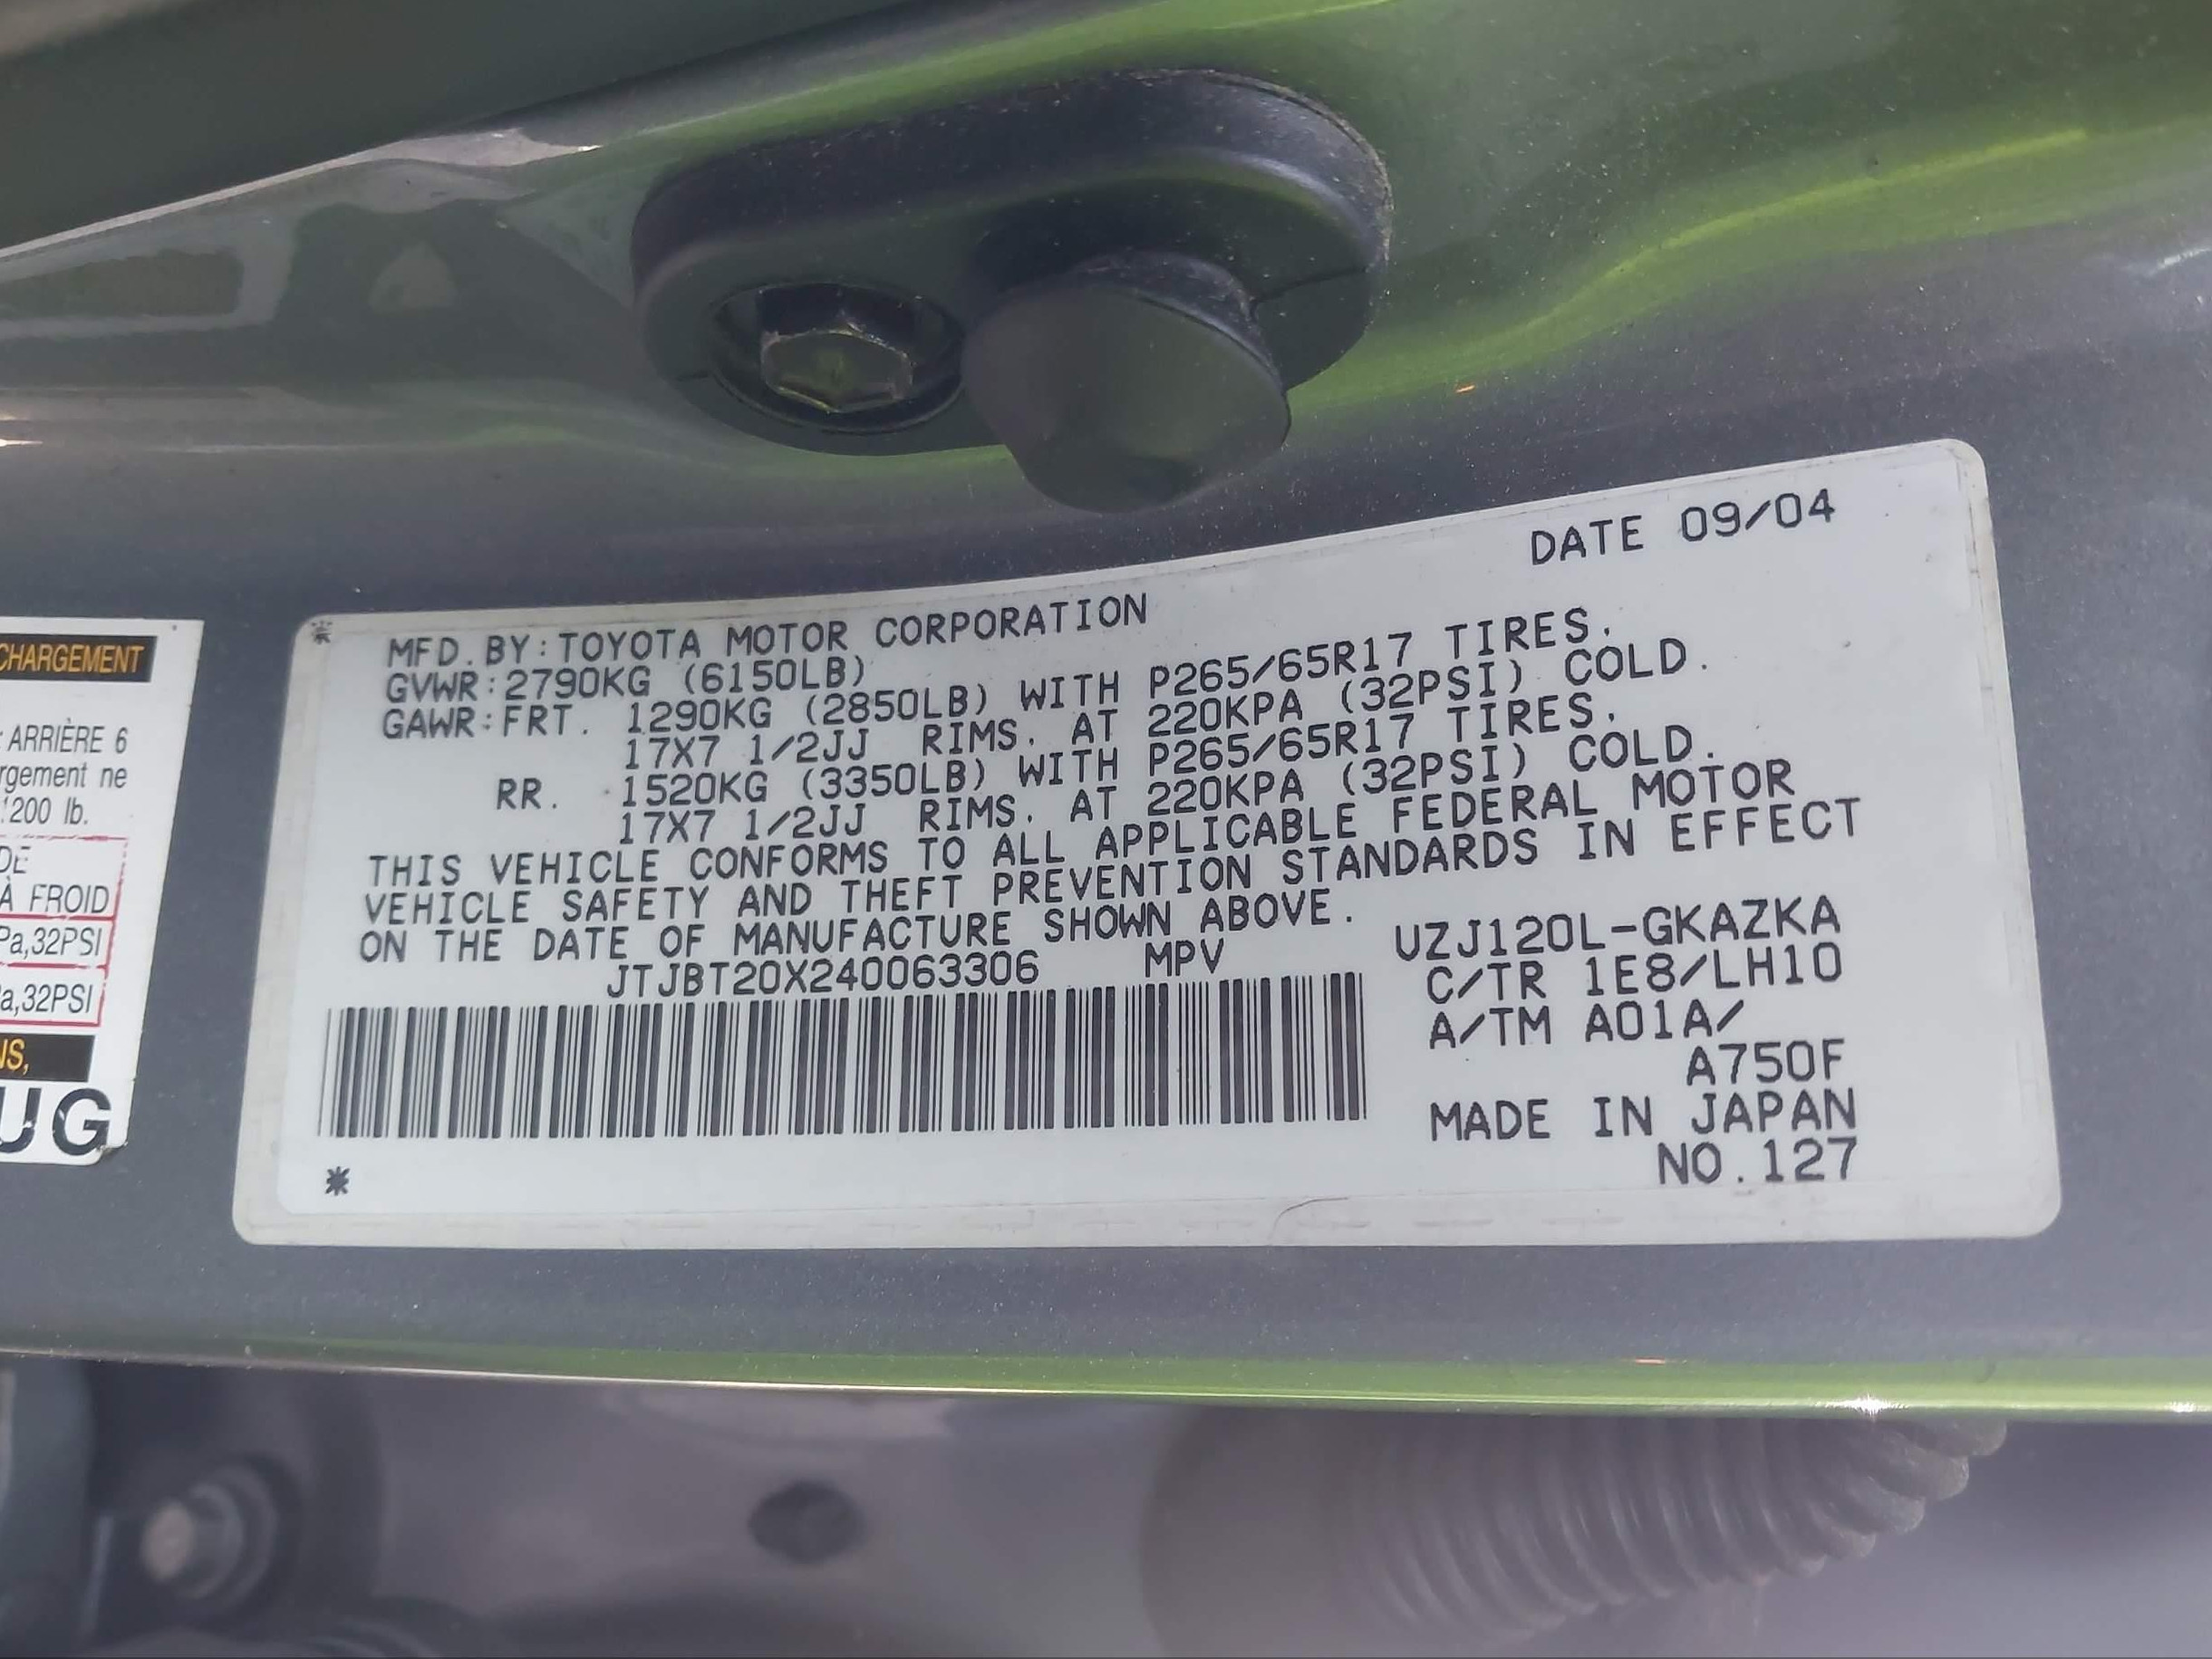 CHARGEMENT
ARRIÈRE 6
ne
200 lb.
DE
À FROID
Pa,32PSI
a,32PSI
UG
DATE 09/04
MFD.BY:TOYOTA MOTOR CORPORATION
GVWR:2790KG (6150LB)
GAWR:FRT. 1290KG (2850LB) WITH P265/65R17 TIRES.
17X7 1/2JJ RIMS. AT 220KPA (32PSI) COLD.
RR. 1520KG (3350LB) WITH P265/65R17 TIRES.
17X7 1/2JJ RIMS. AT 220KPA (32PSI) COLD.
THIS VEHICLE CONFORMS TO ALL APPLICABLE FEDERAL MOTOR
VEHICLE SAFETY AND THEFT PREVENTION STANDARDS IN EFFECT
ON THE DATE OF MANUFACTURE SHOWN ABOVE.
JTJBT20X240063306 MPV
UZJ120L-GKAZKA
C/TR 1E8/LH10
A/TM A01A/
A750F
MADE IN JAPAN
NO.127